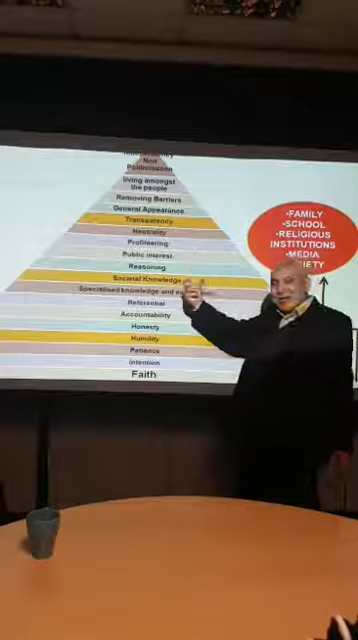 Non
Politicisation
living amongst
the people
Removing Barriers
General Appearance
Transparency
Neutrality
Profiteering
Public interest
Reasoning
Societal Knowledge
Specialised knowledge and
Referential
Accountability
Honesty
Humility
Patience
Intention
Faith
•FAMILY
•SCHOOL
•RELIGIOUS
INSTITUTIONS
•MEDIA